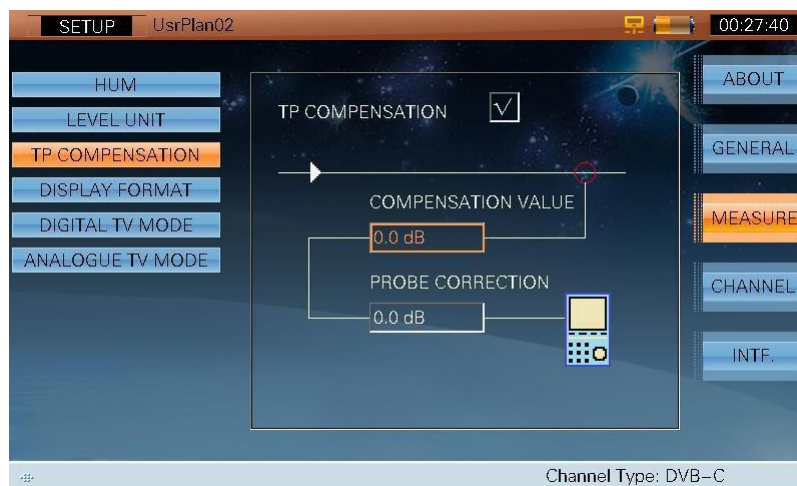 SETUP UsrPlan02 00:27:40
HUM
LEVEL UNIT
TP COMPENSATION
DISPLAY FORMAT
DIGITAL TV MODE
ANALOGUE TV MODE
TP COMPENSATION √
COMPENSATION VALUE
0.0 dB
PROBE CORRECTION
0.0 dB
ABOUT
GENERAL
MEASURE
CHANNEL
INTF.
Channel Type: DVB-C